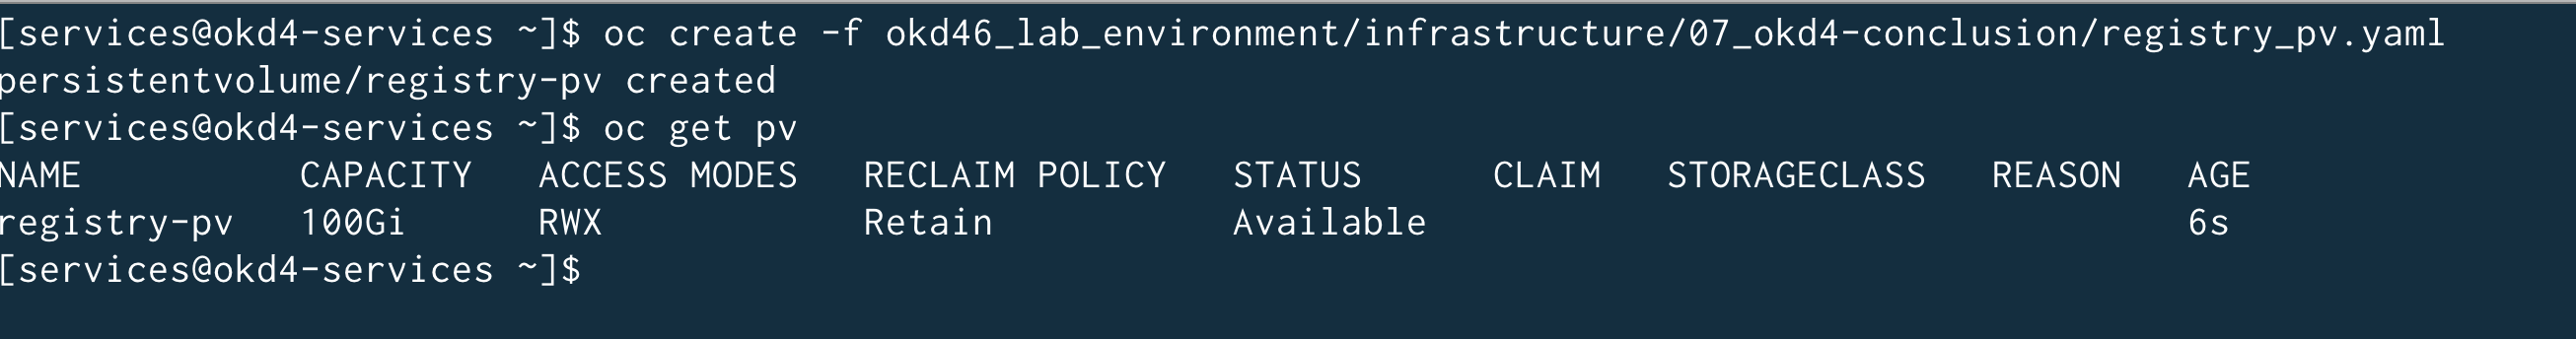 [services@okd4-services ~]$ oc create -f okd46_lab_environment/infrastructure/07_okd4-conclusion/registry_pv.yaml
persistentvolume/registry-pv created
[services@okd4-services ~]$ oc get pv
NAME          CAPACITY   ACCESS MODES   RECLAIM POLICY   STATUS      CLAIM   STORAGECLASS   REASON   AGE
registry-pv   100Gi      RWX            Retain           Available                                   6s
[services@okd4-services ~]$